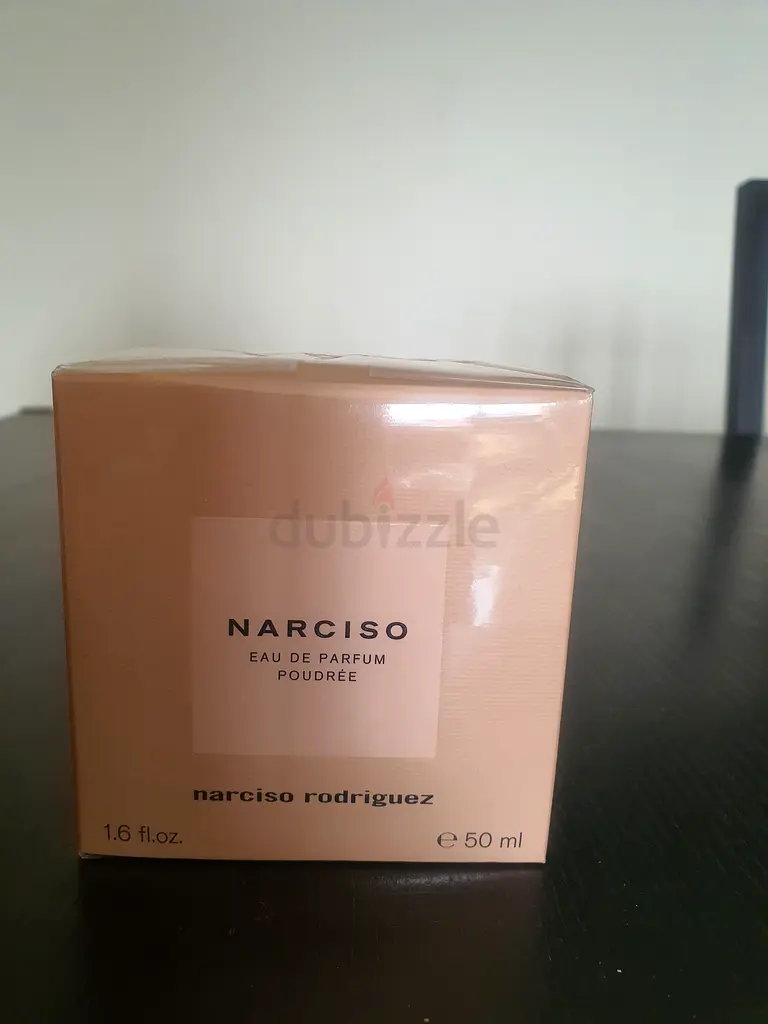 dubizzle
NARCISO
EAU DE PARFUM
POUDRÉE
narciso rodriguez
1.6 fl.oz.
℮ 50 ml